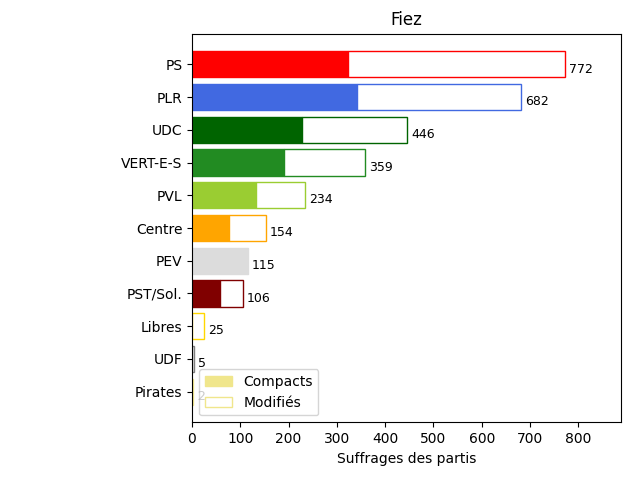 Fiez
PS 772
PLR 682
UDC 446
VERT-E-S 359
PVL 234
Centre 154
PEV 115
PST/Sol. 106
Libres 25
UDF 5
Pirates 2
Compacts
Modifiés
0 100 200 300 400 500 600 700 800
Suffrages des partis